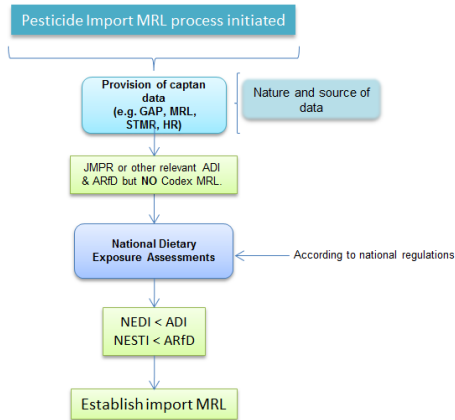 Pesticide Import MRL process initiated
Provision of captan
data
(e.g. GAP, MRL,
STMR, HR)
Nature and source of
data
JMPR or other relevant ADI
& ARfD but NO Codex MRL.
National Dietary
Exposure Assessments
According to national regulations
NEDI < ADI
NESTI < ARfD
Establish import MRL